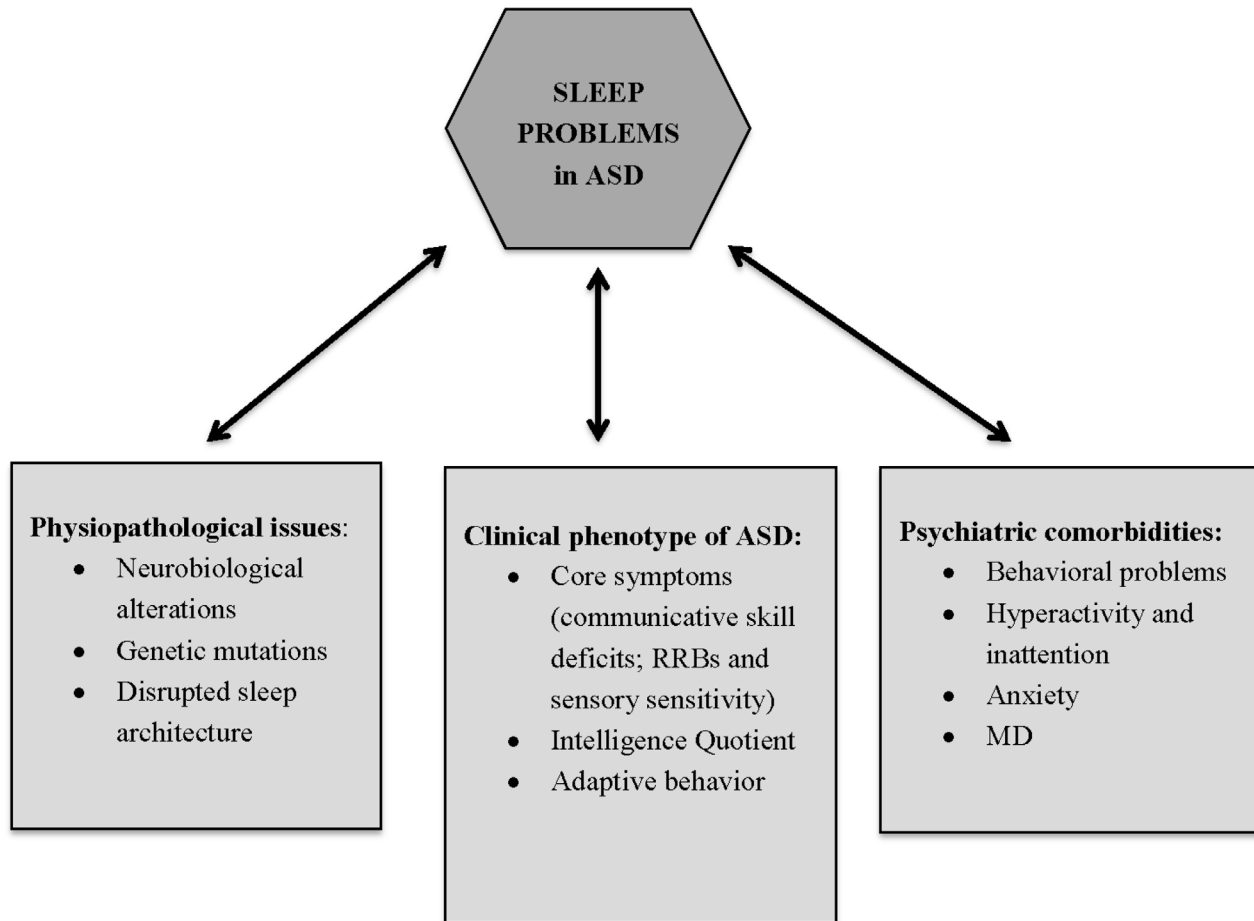 SLEEP
PROBLEMS
in ASD
Physiopathological issues:
• Neurobiological
alterations
• Genetic mutations
• Disrupted sleep
architecture
Clinical phenotype of ASD:
• Core symptoms
(communicative skill
deficits; RRBs and
sensory sensitivity)
• Intelligence Quotient
• Adaptive behavior
Psychiatric comorbidities:
• Behavioral problems
• Hyperactivity and
inattention
• Anxiety
• MD